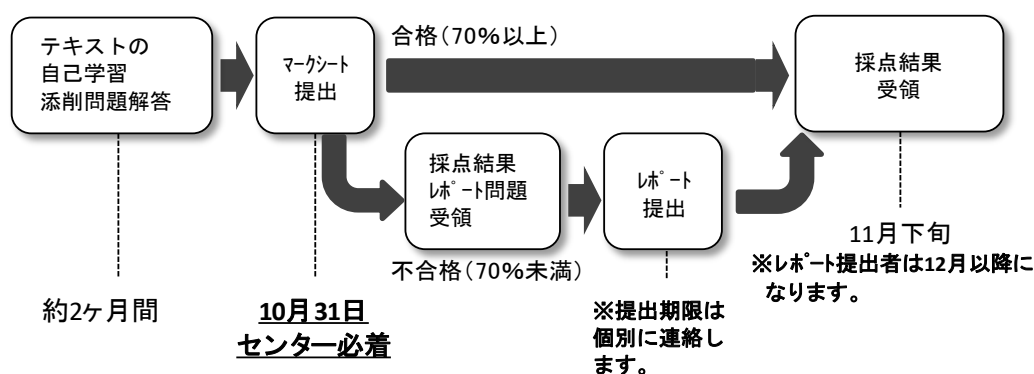 テキストの
自己学習
添削問題解答
ﾏｰｸｼｰﾄ
提出
合格（70％以上）
採点結果
受領
採点結果
ﾚﾎﾟｰﾄ問題
受領
ﾚﾎﾟｰﾄ
提出
不合格（70％未満）
約2ヶ月間
10月31日
センター必着
※提出期限は
個別に連絡し
ます。
11月下旬
※ﾚﾎﾟｰﾄ提出者は12月以降に
なります。